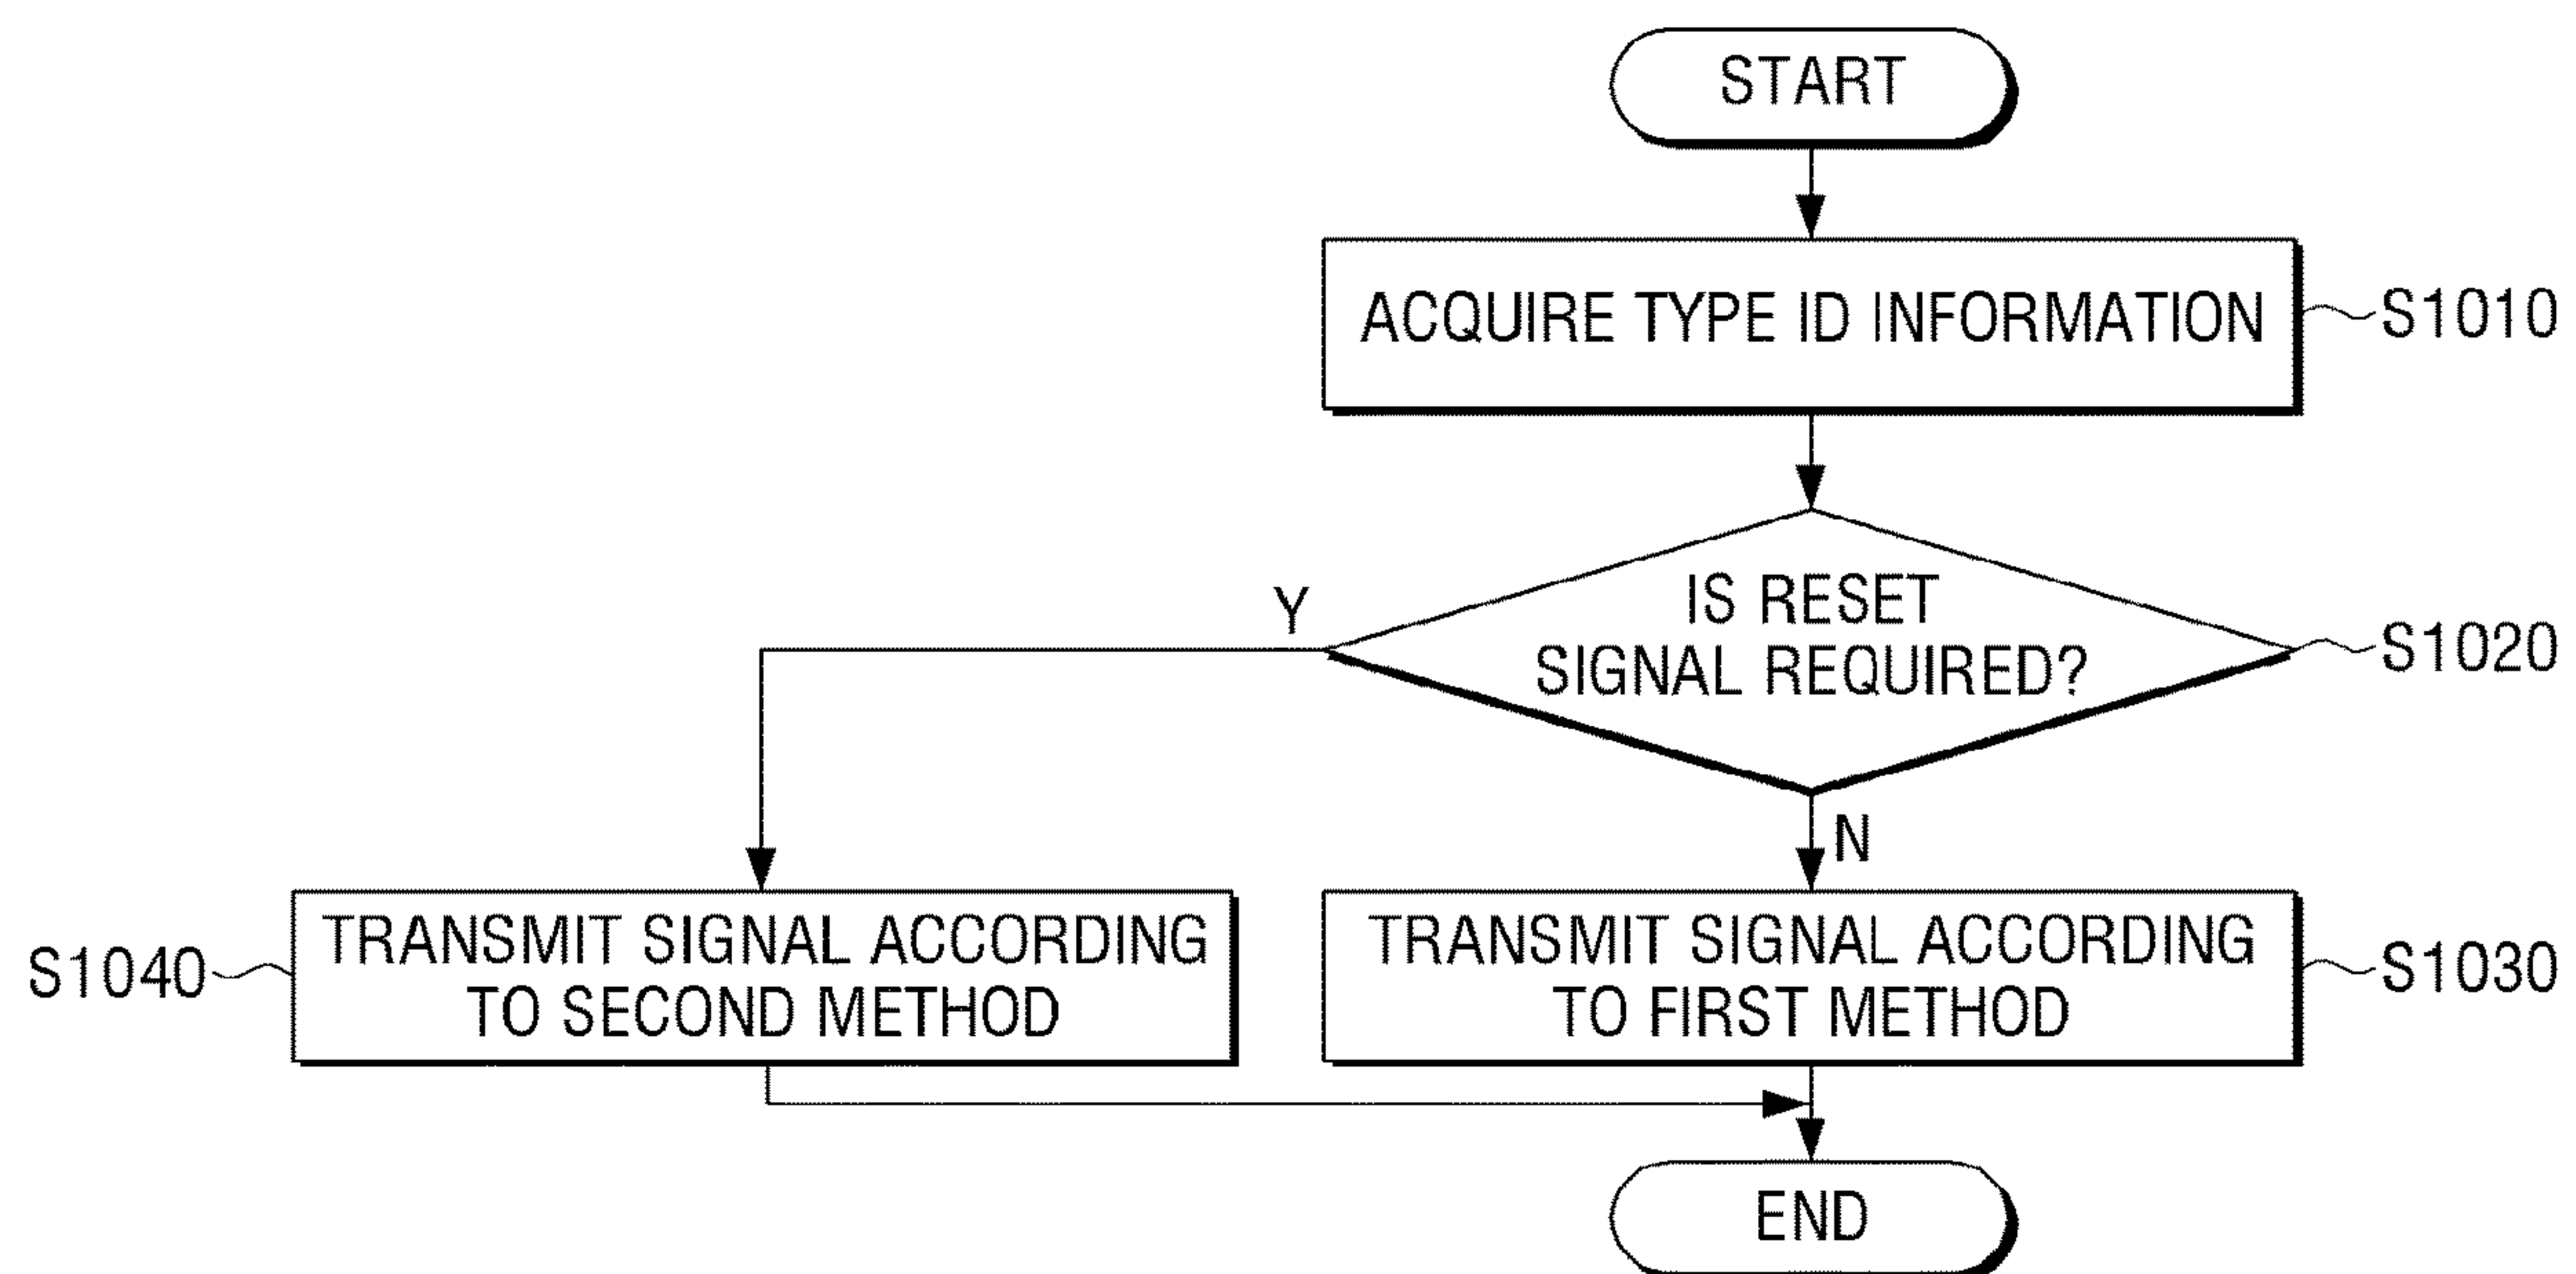 START
ACQUIRE TYPE ID INFORMATION
S1010
IS RESET
SIGNAL REQUIRED?
S1020
Y
N
S1040
TRANSMIT SIGNAL ACCORDING
TO SECOND METHOD
TRANSMIT SIGNAL ACCORDING
TO FIRST METHOD
S1030
END